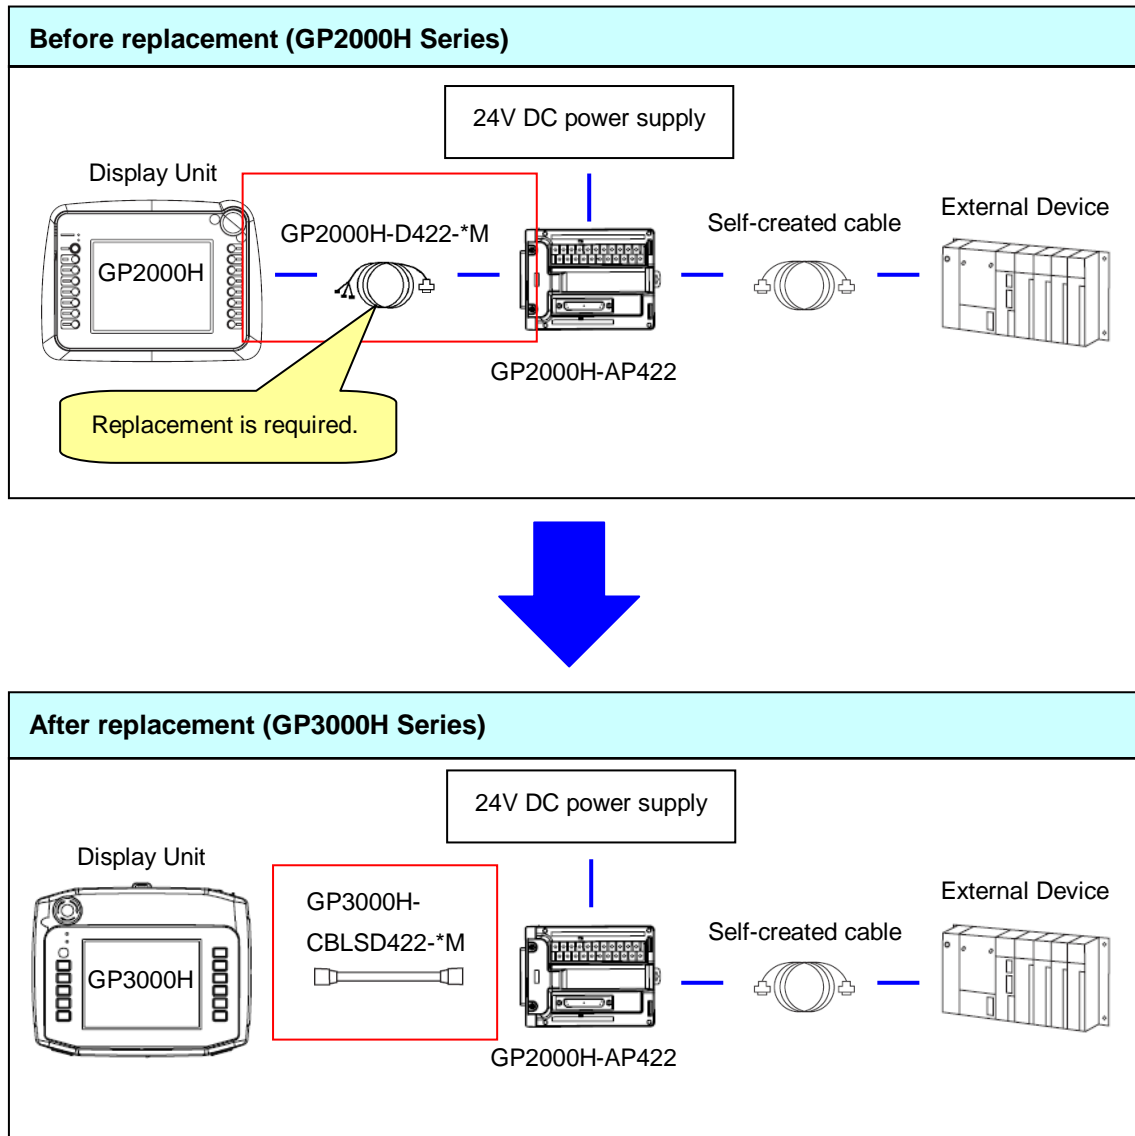 Before replacement (GP2000H Series)
24V DC power supply
Display Unit
GP2000H
GP2000H-D422-*M
Self-created cable
External Device
GP2000H-AP422
Replacement is required.
After replacement (GP3000H Series)
24V DC power supply
Display Unit
GP3000H
GP3000H-
CBLSD422-*M
Self-created cable
External Device
GP2000H-AP422